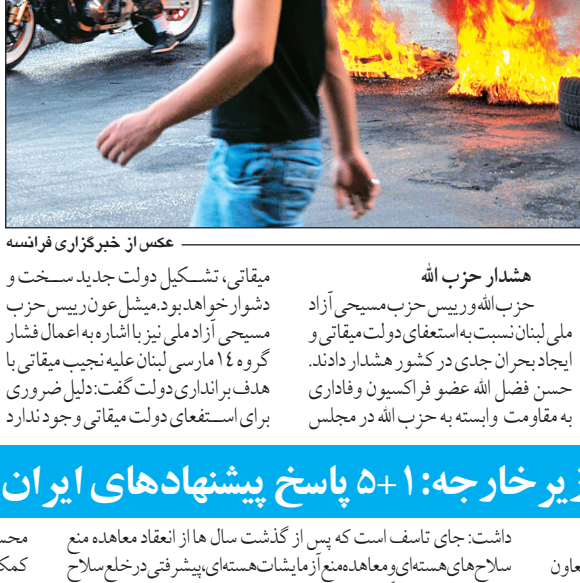 عکس از خبرگزاری فرانسه
هشدار حزب الله
حزب‌الله و رییس حزب مسیحی آزاد
ملی لبنان نسبت به استعفای دولت میقاتی و
ایجاد بحران جدی در کشور هشدار دادند.
حسن فضل الله عضو فراکسیون وفاداری
به مقاومت وابسته به حزب الله در مجلس
میقاتی، تشکیل دولت جدید سخت و
دشوار خواهد بود. میشل عون رییس حزب
مسیحی آزاد ملی نیز با اشاره به اعمال فشار
گروه ۱۴ مارسی لبنان علیه نجیب میقاتی با
هدف براندازی دولت گفت: دلیل ضروری
برای استفعای دولت میقاتی وجود ندارد
زیر خارجه: ۱+۵ پاسخ پیشنهادهای ایران
عاون
داشت: جای تاسف است که پس از گذشت سال ها از انعقاد معاهده منع
سلاح‌های هسته‌ای و معاهده منع آزمایشات هسته‌ای، پیشرفتی در خلع سلاح
محس
کمک